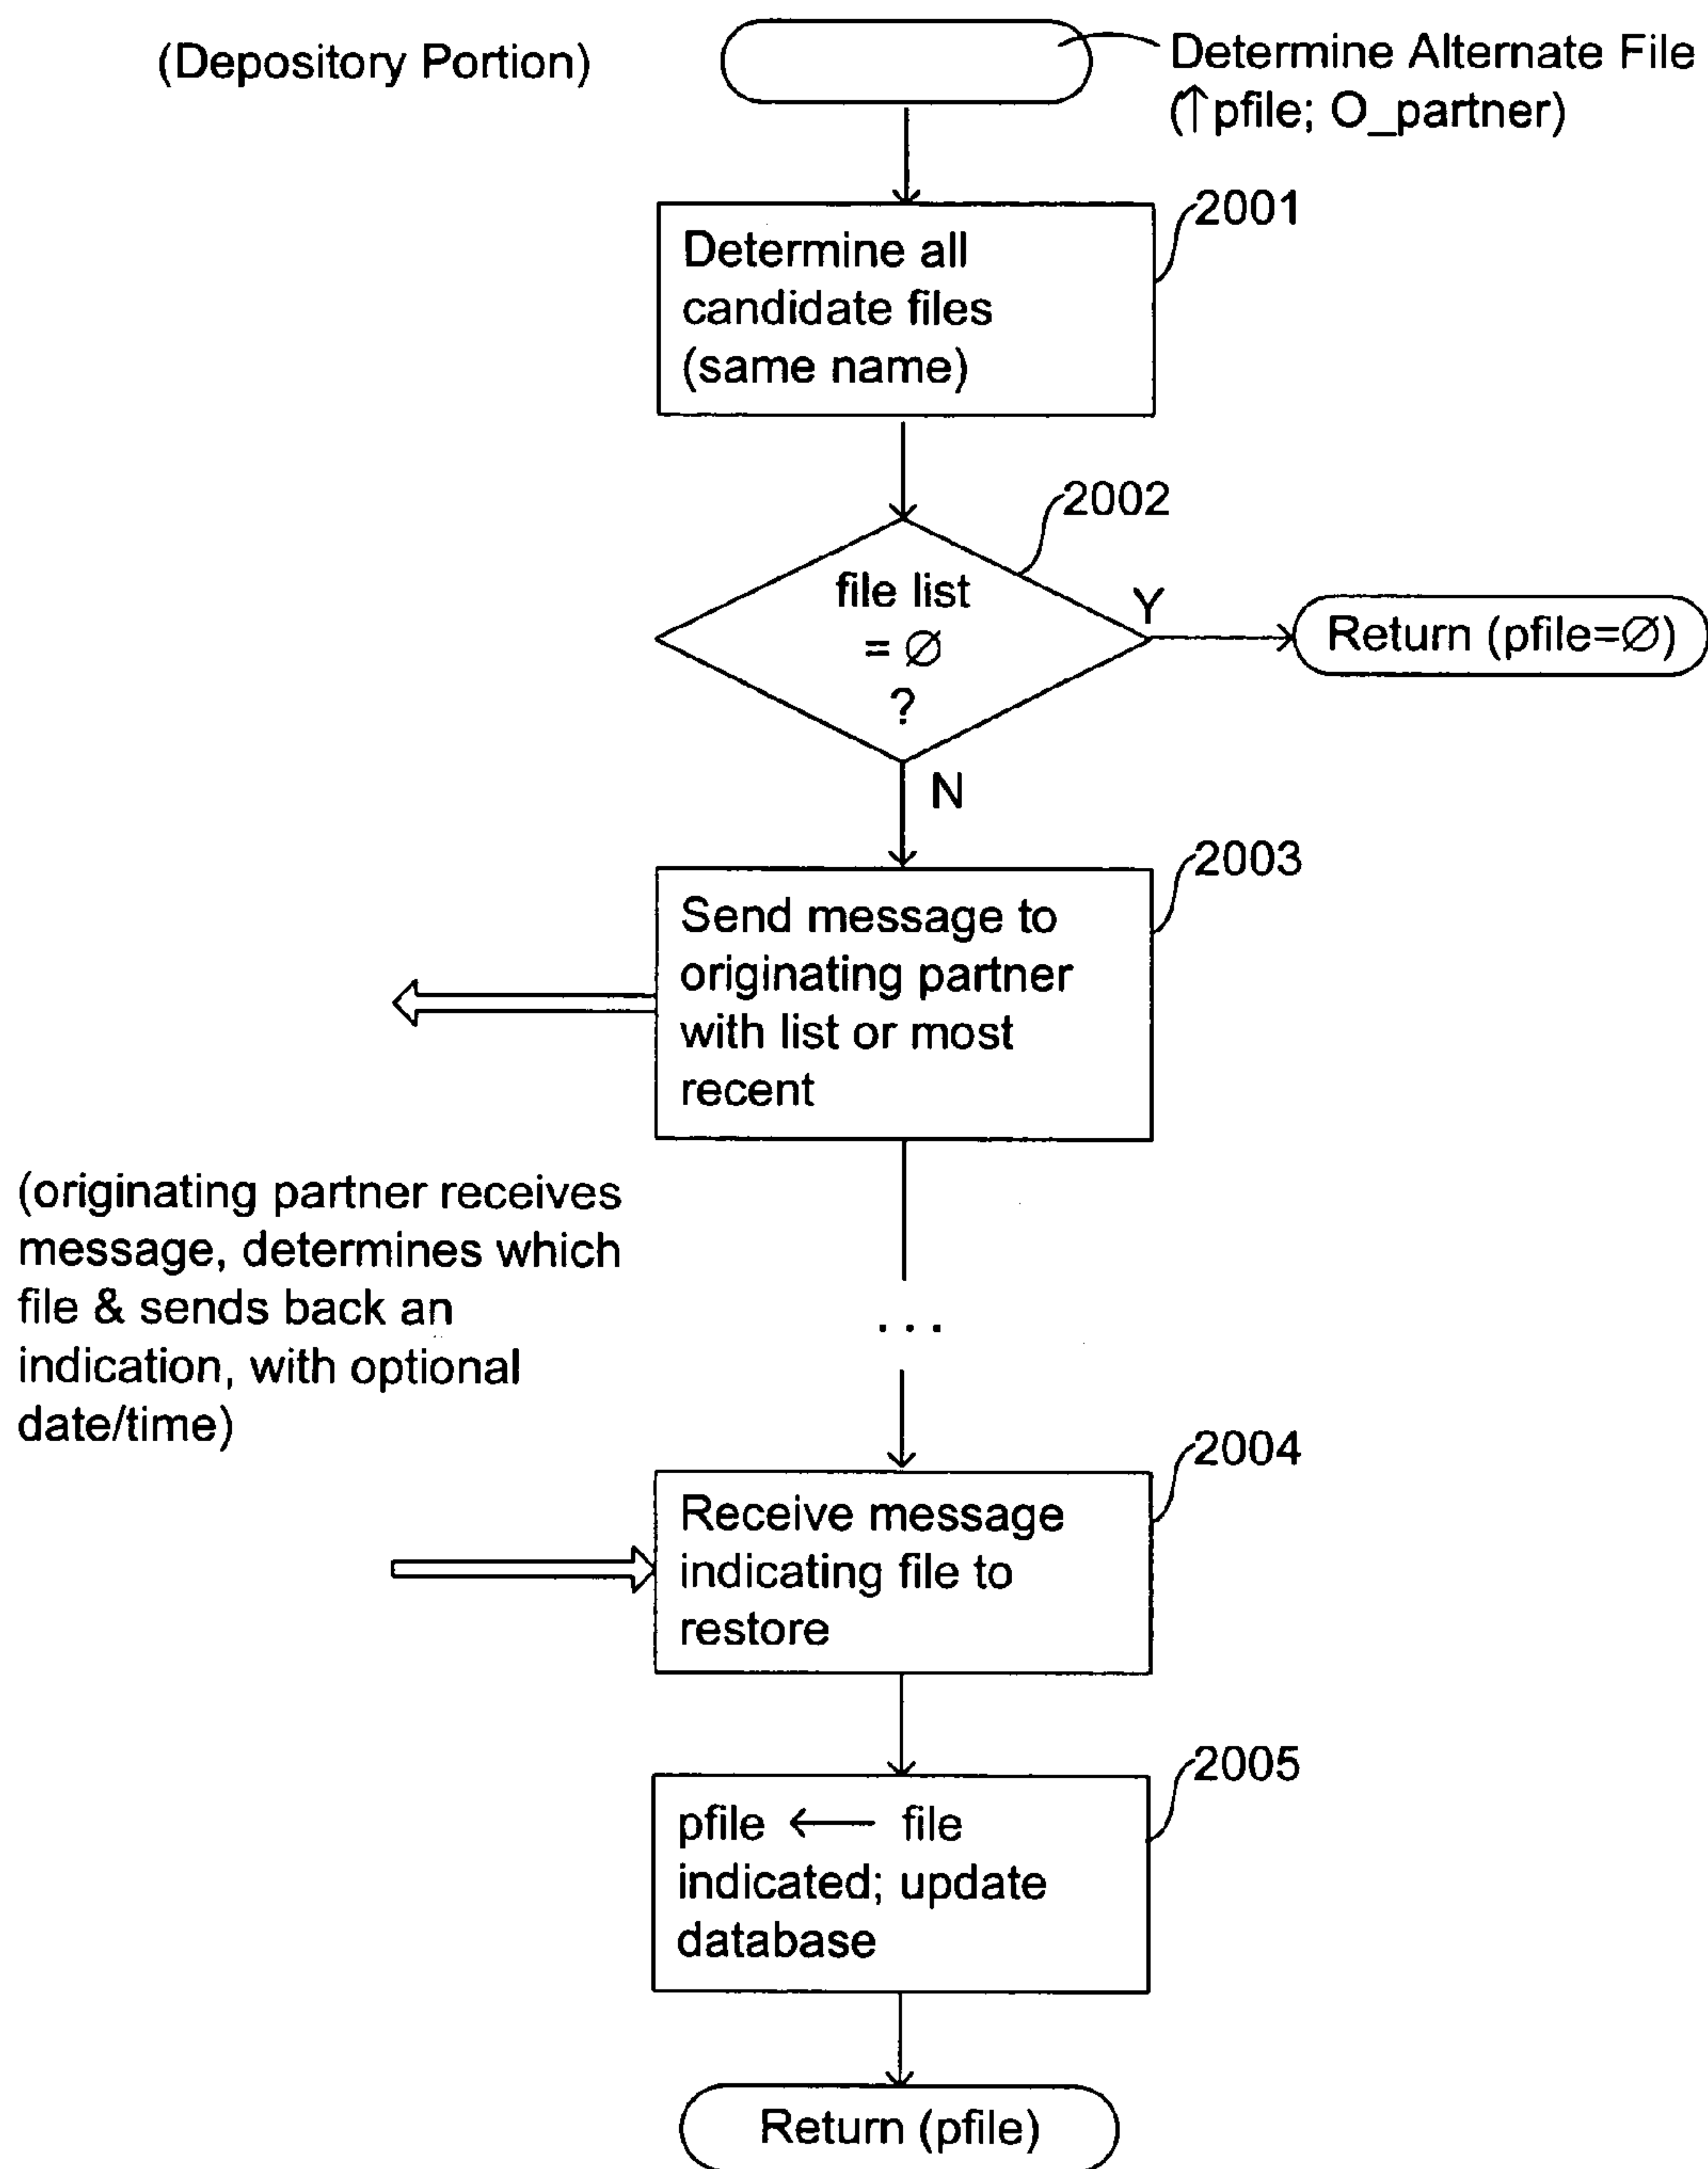 (Depository Portion)
Determine Alternate File
(↑pfile; O_partner)
2001
Determine all
candidate files
(same name)
2002
file list
= ∅
?
Y
Return (pfile=∅)
N
2003
Send message to
originating partner
with list or most
recent
(originating partner receives
message, determines which
file & sends back an
indication, with optional
date/time)
...
2004
Receive message
indicating file to
restore
2005
pfile ← file
indicated; update
database
Return (pfile)